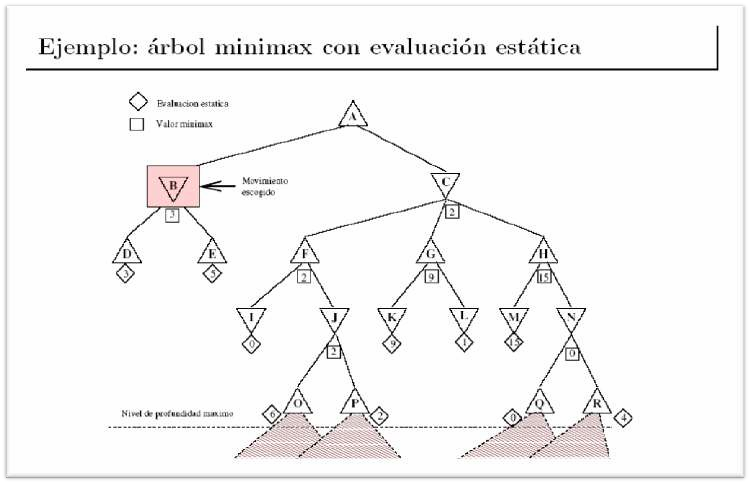 Ejemplo: árbol minimax con evaluación estática
Evaluacion estatica
Valor minimax
A
B
Movimiento
escogido
3
C
2
D
3
E
5
F
2
G
9
H
15
I
0
J
2
K
9
L
1
M
15
N
0
Nivel de profundidad maximo
6
O
P
2
0
Q
R
4